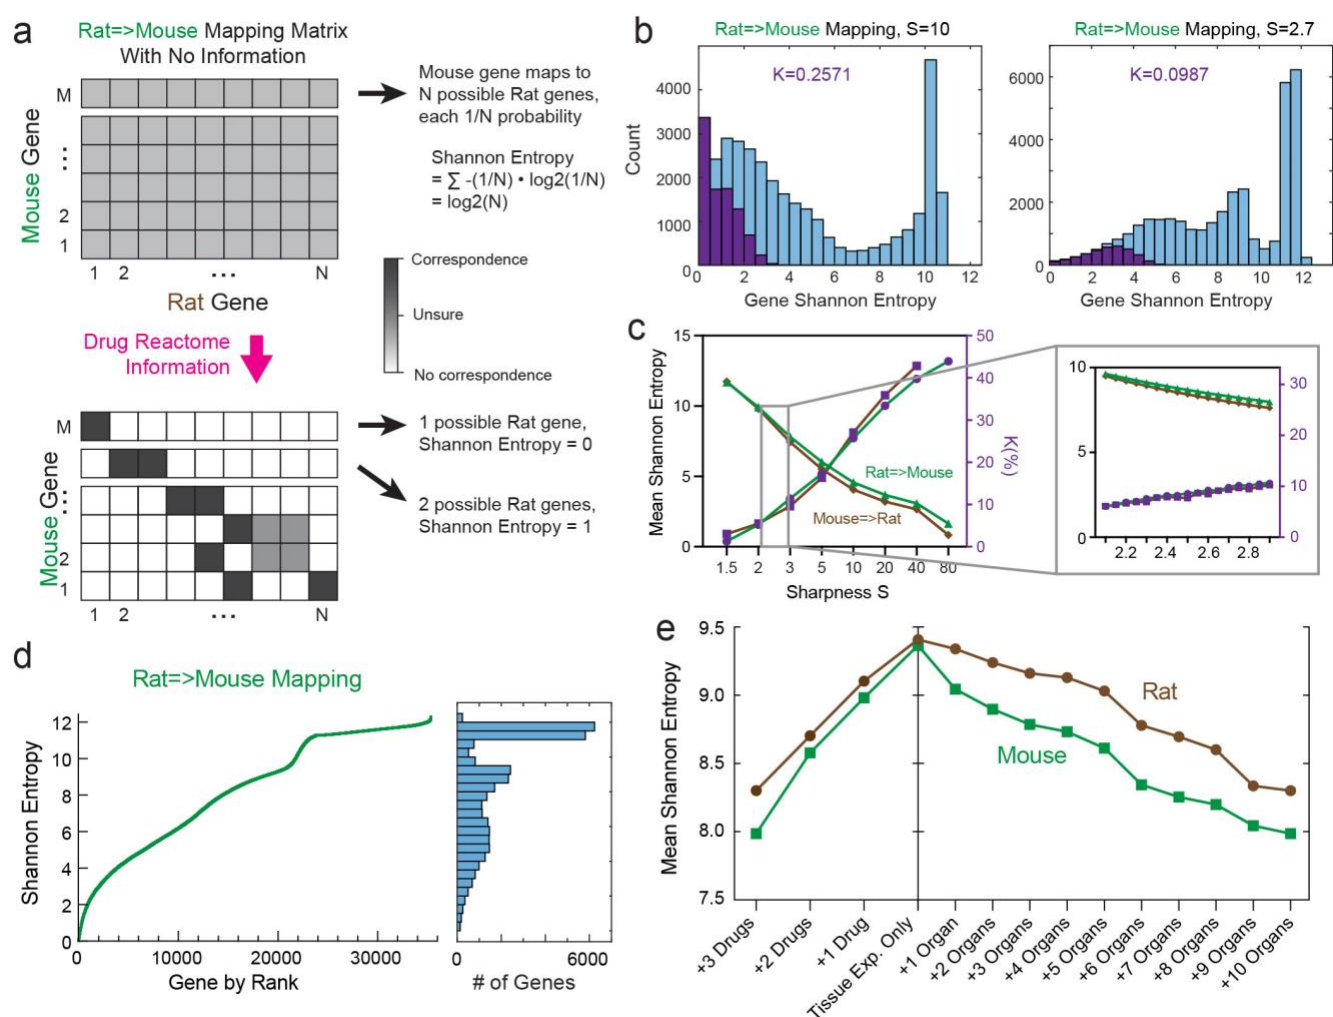 a
Rat=>Mouse Mapping Matrix
With No Information
M
⋮
2
1
Mouse Gene
1 2 ... N
Rat Gene
Mouse gene maps to
N possible Rat genes,
each 1/N probability
Shannon Entropy
= ∑ -(1/N) • log2(1/N)
= log2(N)
Correspondence
Unsure
No correspondence
Drug Reactome
Information
M
⋮
2
1
Mouse Gene
1 2 ... N
1 possible Rat gene,
Shannon Entropy = 0
2 possible Rat genes,
Shannon Entropy = 1
b
Rat=>Mouse Mapping, S=10
K=0.2571
Count
4000
3000
2000
1000
0
0 2 4 6 8 10 12
Gene Shannon Entropy
Rat=>Mouse Mapping, S=2.7
K=0.0987
6000
4000
2000
0
0 2 4 6 8 10 12
Gene Shannon Entropy
c
Mean Shannon Entropy
15
10
5
0
Rat=>Mouse
Mouse=>Rat
50
40
30
20
10
0
K(%)
1.5 2 3 5 10 20 40 80
Sharpness S
10
5
0
30
20
10
0
2.2 2.4 2.6 2.8
d
Rat=>Mouse Mapping
Shannon Entropy
12
10
8
6
4
2
0
0 10000 20000 30000
Gene by Rank
0 6000
# of Genes
e
Mean Shannon Entropy
9.5
9.0
8.5
8.0
7.5
Rat
Mouse
+3 Drugs
+2 Drugs
+1 Drug
Tissue Exp. Only
+1 Organ
+2 Organs
+3 Organs
+4 Organs
+5 Organs
+6 Organs
+7 Organs
+8 Organs
+9 Organs
+10 Organs